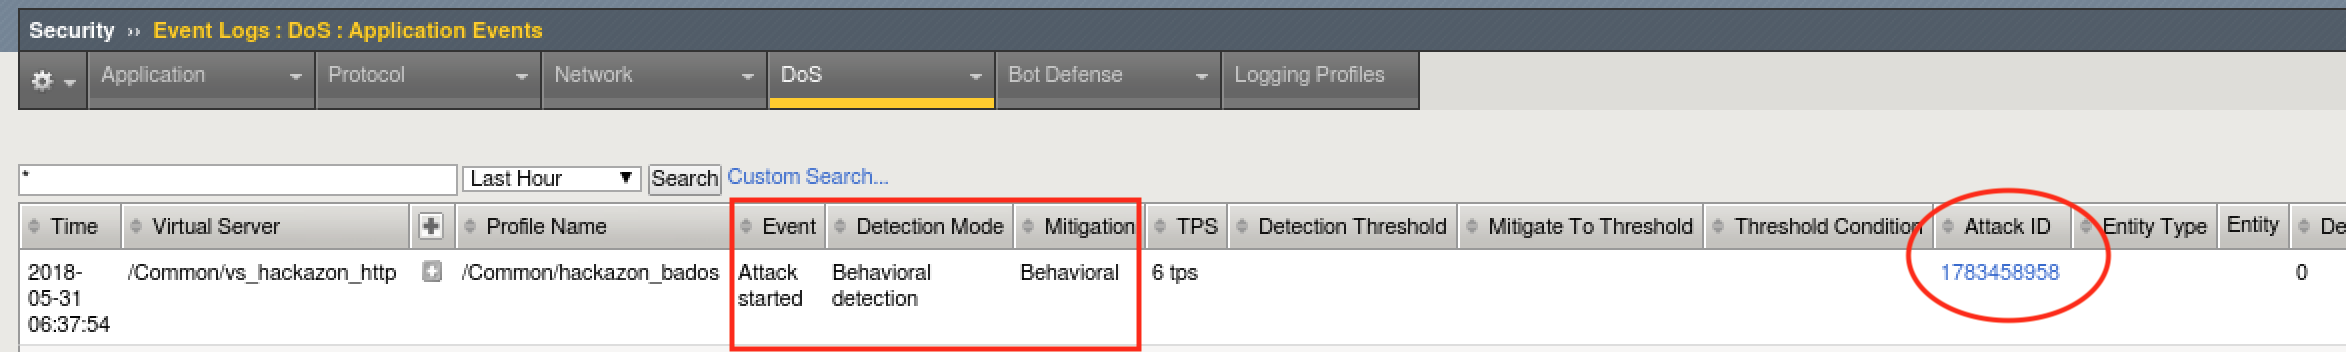 Security ›› Event Logs : DoS : Application Events
Application Protocol Network DoS Bot Defense Logging Profiles
* Last Hour Search Custom Search...
Time Virtual Server Profile Name Event Detection Mode Mitigation TPS Detection Threshold Mitigate To Threshold Threshold Condition Attack ID Entity Type Entity De
2018- /Common/vs_hackazon_http /Common/hackazon_bados Attack Behavioral Behavioral 6 tps 1783458958 0
05-31 started detection
06:37:54